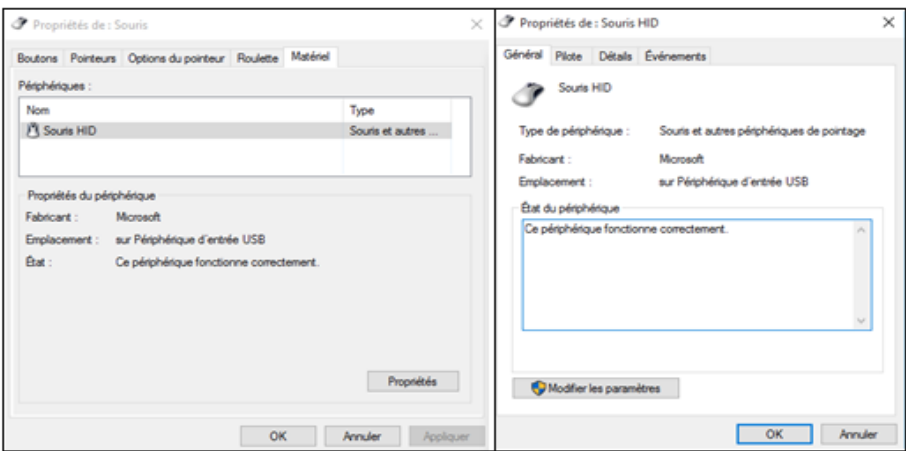 Propriétés de : Souris
Boutons Pointeurs Options du pointeur Roulette Matériel
Périphériques :
Nom Type
Souris HID Souris et autres ...
Propriétés du périphérique
Fabricant : Microsoft
Emplacement : sur Périphérique d'entrée USB
État : Ce périphérique fonctionne correctement.
Propriétés
OK Annuler Appliquer
Propriétés de : Souris HID
Général Pilote Détails Événements
Souris HID
Type de périphérique : Souris et autres périphériques de pointage
Fabricant : Microsoft
Emplacement : sur Périphérique d'entrée USB
État du périphérique
Ce périphérique fonctionne correctement.
Modifier les paramètres
OK Annuler